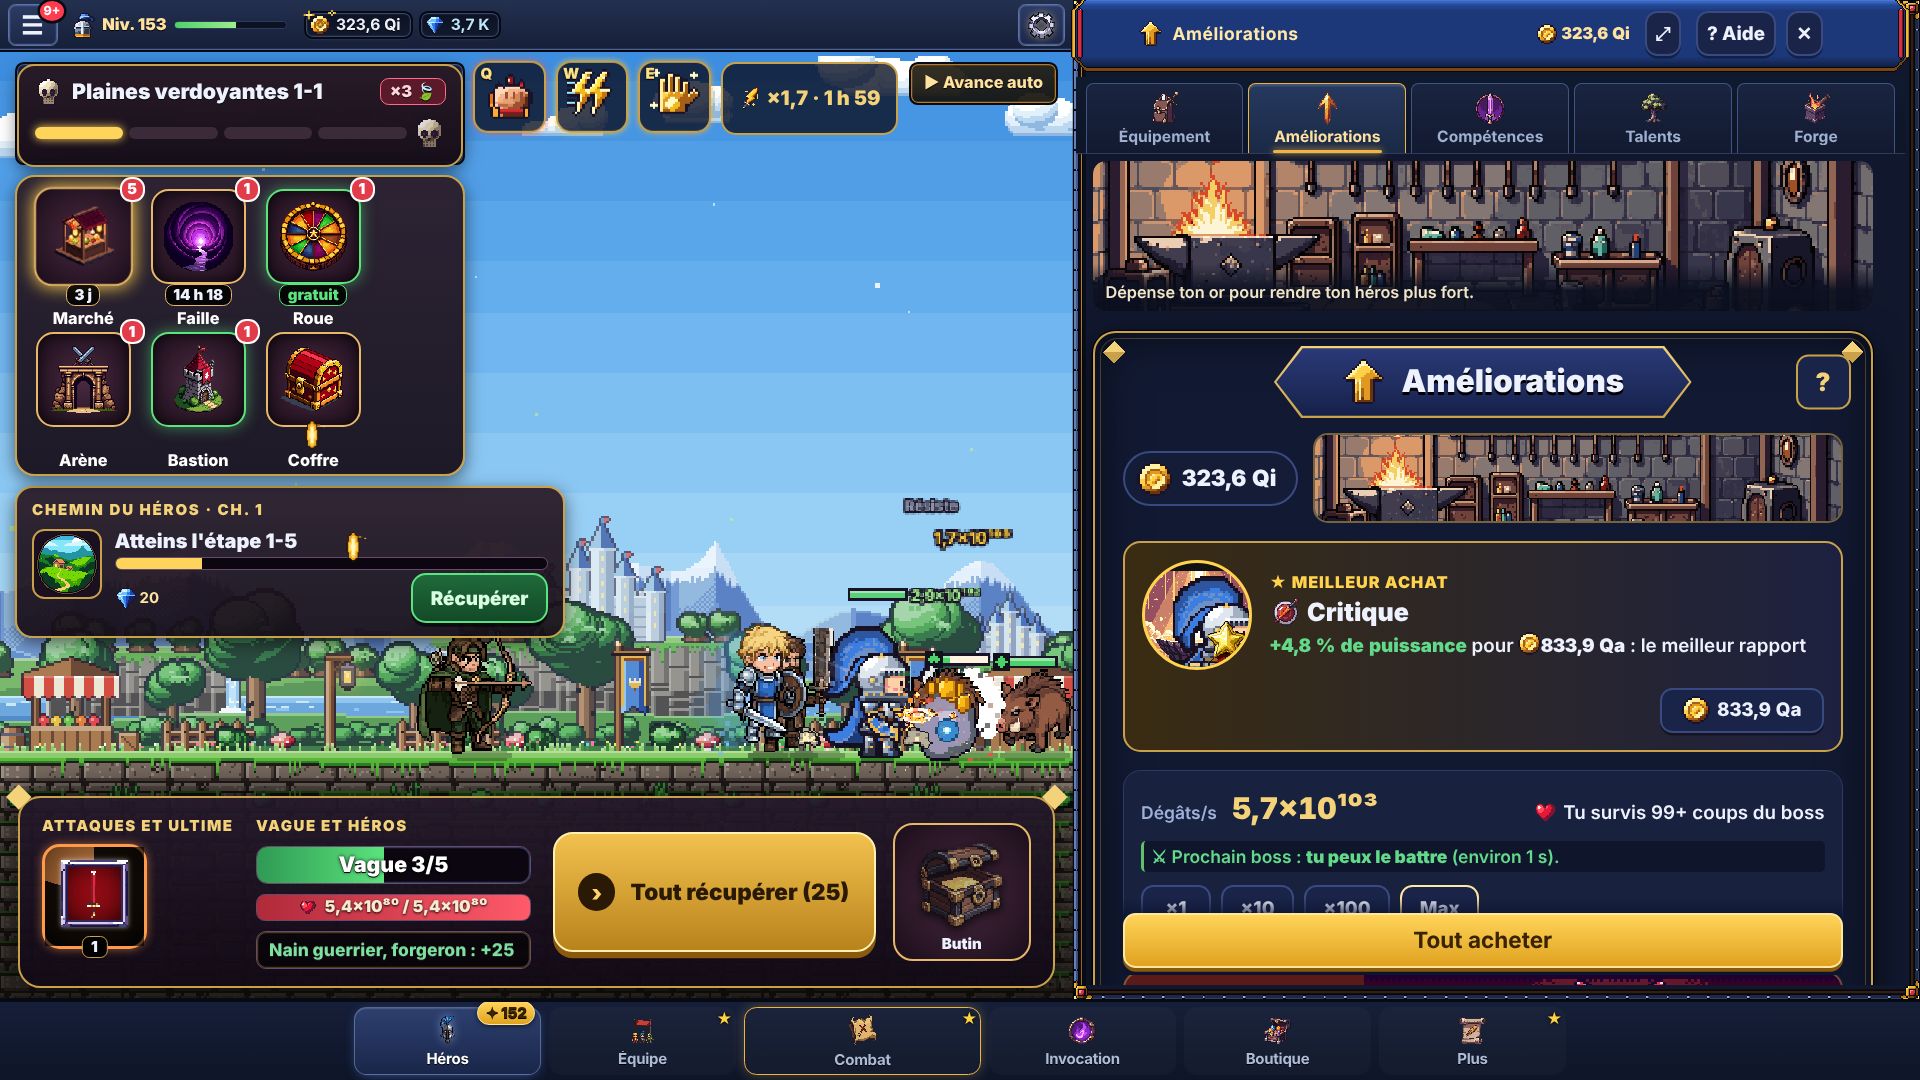 9+
Niv. 153
323,6 Qi
3,7 K
Plaines verdoyantes 1-1
×3
Q
W
E
×1,7 · 1 h 59
Avance auto
5
1
1
3 j
14 h 18
gratuit
Marché
Faille
Roue
1
1
Arène
Bastion
Coffre
CHEMIN DU HÉROS · CH. 1
Atteins l'étape 1-5
20
Récupérer
Résiste
ATTAQUES ET ULTIME
1
VAGUE ET HÉROS
Vague 3/5
5,4×10⁸⁰ / 5,4×10⁸⁰
Nain guerrier, forgeron : +25
Tout récupérer (25)
Butin
152
Héros
Équipe
Combat
Invocation
Boutique
Plus
Améliorations
323,6 Qi
? Aide
Équipement
Améliorations
Compétences
Talents
Forge
Dépense ton or pour rendre ton héros plus fort.
Améliorations
?
323,6 Qi
★ MEILLEUR ACHAT
Critique
+4,8 % de puissance pour 833,9 Qa : le meilleur rapport
833,9 Qa
Dégâts/s 5,7×10¹⁰³
Tu survis 99+ coups du boss
Prochain boss : tu peux le battre (environ 1 s).
×1
×10
×100
Max
Tout acheter